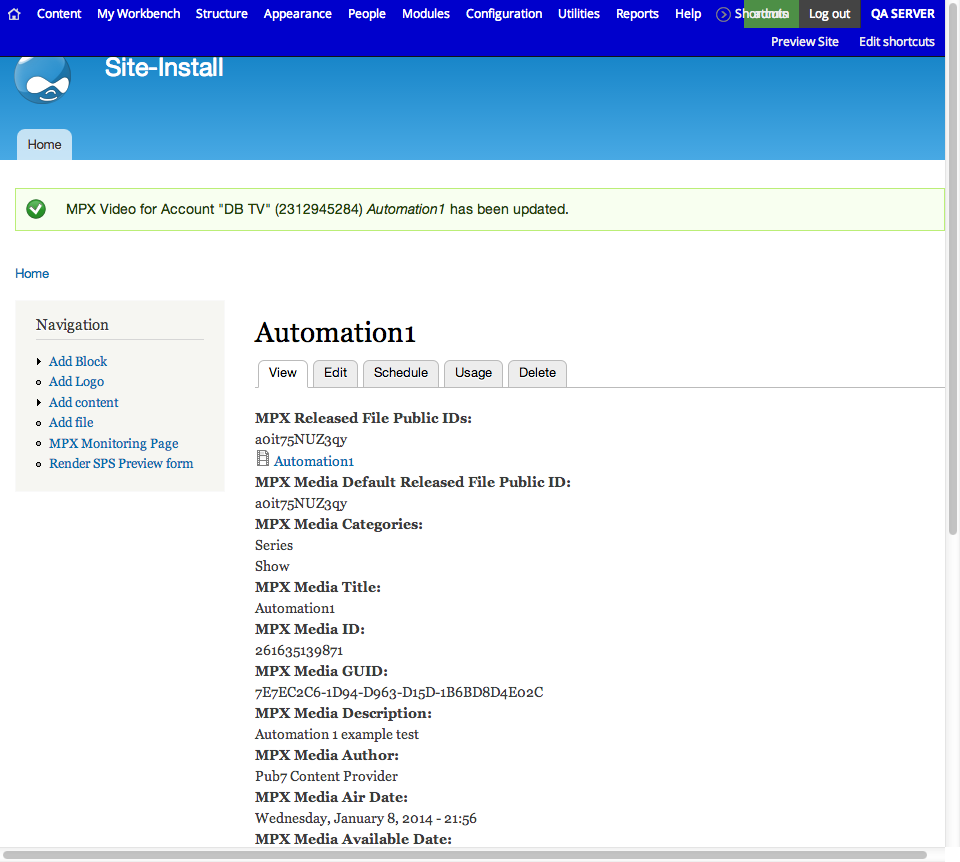 Content My Workbench Structure Appearance People Modules Configuration Utilities Reports Help Shortcuts Log out QA SERVER
Preview Site Edit shortcuts
Site-Install
Home
MPX Video for Account "DB TV" (2312945284) Automation1 has been updated.
Home
Navigation
Add Block
Add Logo
Add content
Add file
MPX Monitoring Page
Render SPS Preview form
Automation1
View Edit Schedule Usage Delete
MPX Released File Public IDs:
a0it75NUZ3qy
Automation1
MPX Media Default Released File Public ID:
a0it75NUZ3qy
MPX Media Categories:
Series
Show
MPX Media Title:
Automation1
MPX Media ID:
261635139871
MPX Media GUID:
7E7EC2C6-1D94-D963-D15D-1B6BD8D4E02C
MPX Media Description:
Automation 1 example test
MPX Media Author:
Pub7 Content Provider
MPX Media Air Date:
Wednesday, January 8, 2014 - 21:56
MPX Media Available Date: